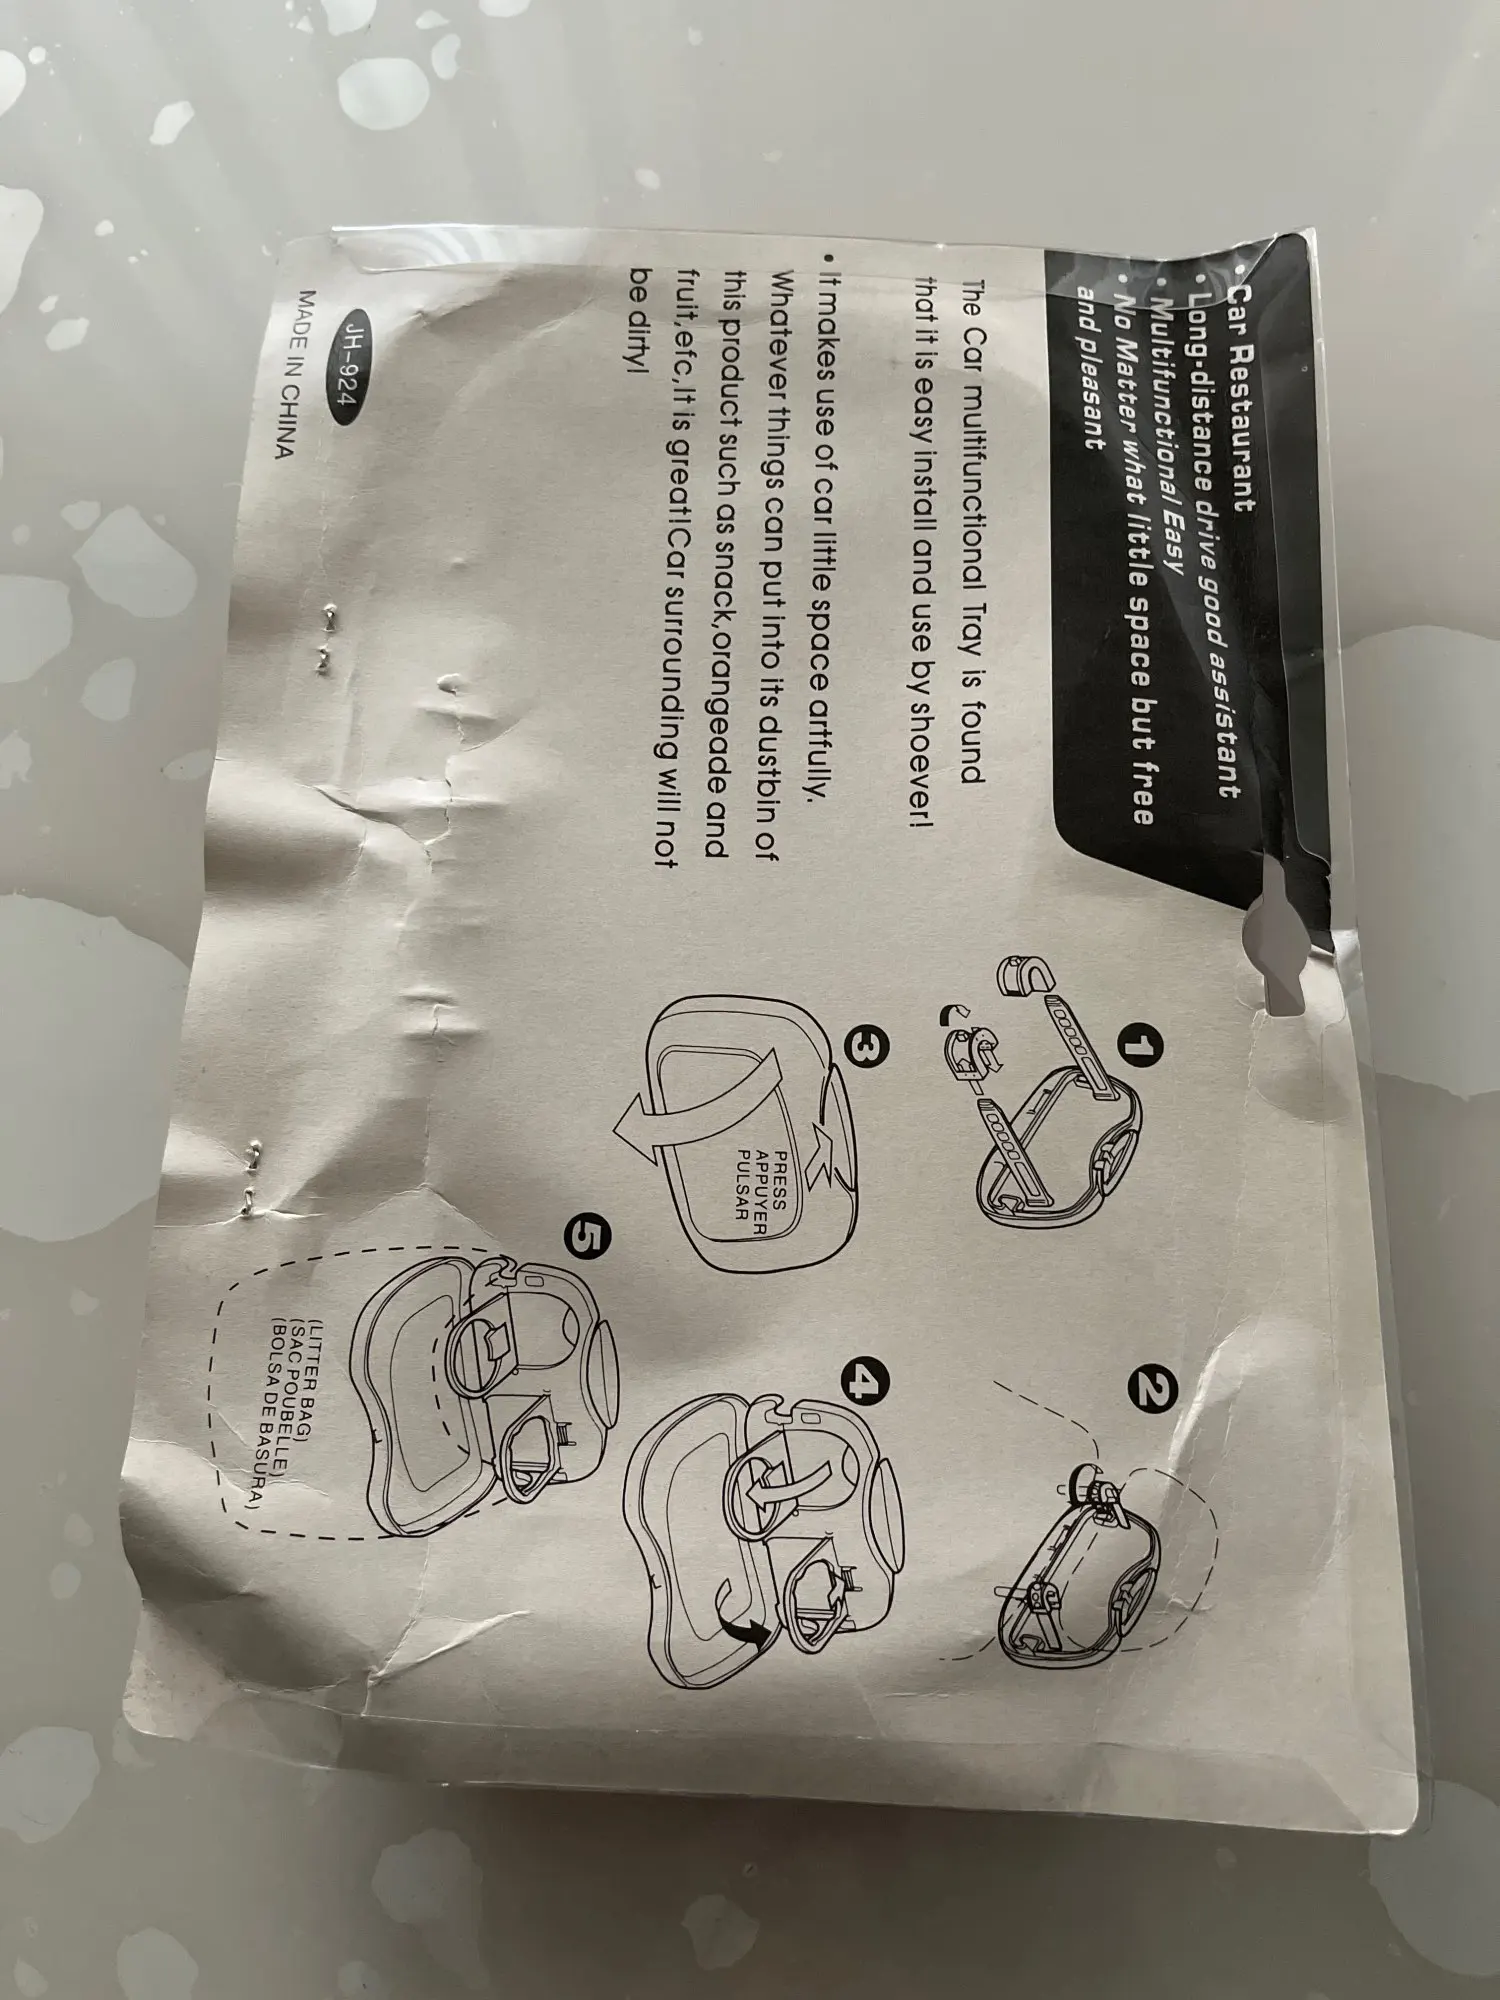 • Car Restaurant
• Long-distance drive good assistant
• Multifunctional Easy
• No Matter what little space but free
and pleasant
The Car multifunctional Tray is found
that it is easy install and use by shoever!
• It makes use of car little space artfully.
Whatever things can put into its dustbin of
this product such as snack,orangeade and
fruit,efc,It is great!Car surrounding will not
be dirty!
JH-924
MADE IN CHINA
1
2
3
PRESS
APPUYER
PULSAR
4
5
(LITTER BAG)
(SAC POUBELLE)
(BOLSA DE BASURA)